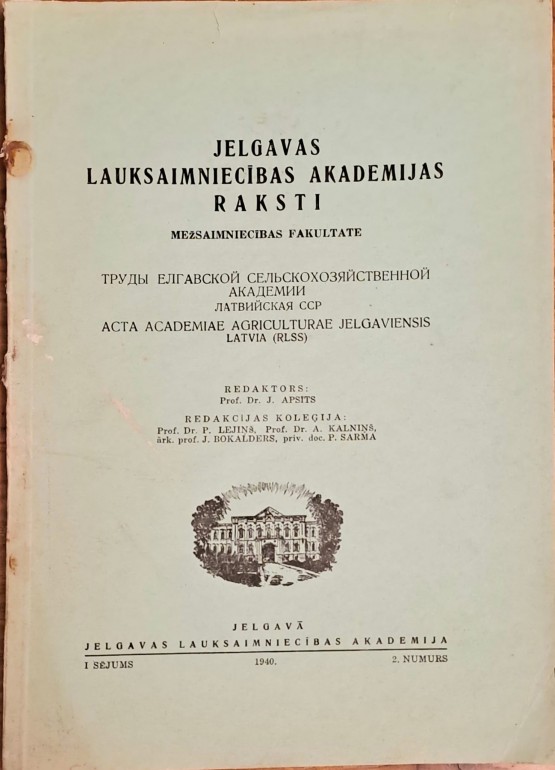 JELGAVAS
LAUKSAIMNIECĪBAS AKADEMIJAS
RAKSTI
MEŽSAIMNIECĪBAS FAKULTATE
ТРУДЫ ЕЛГАВСКОЙ СЕЛЬСКОХОЗЯЙСТВЕННОЙ
АКАДЕМИИ
ЛАТВИЙСКАЯ ССР
ACTA ACADEMIAE AGRICULTURAE JELGAVIENSIS
LATVIA (RLSS)
REDAKTORS:
Prof. Dr. J. APSITS
REDAKCIJAS KOLEĢIJA:
Prof. Dr. P. LEJIŅŠ, Prof. Dr. A. KALNIŅŠ,
ārk. prof. J. BOKALDERS, priv. doc. P. SARMA
JELGAVĀ
JELGAVAS LAUKSAIMNIECĪBAS AKADEMIJA
I SĒJUMS 1940. 2. NUMURS